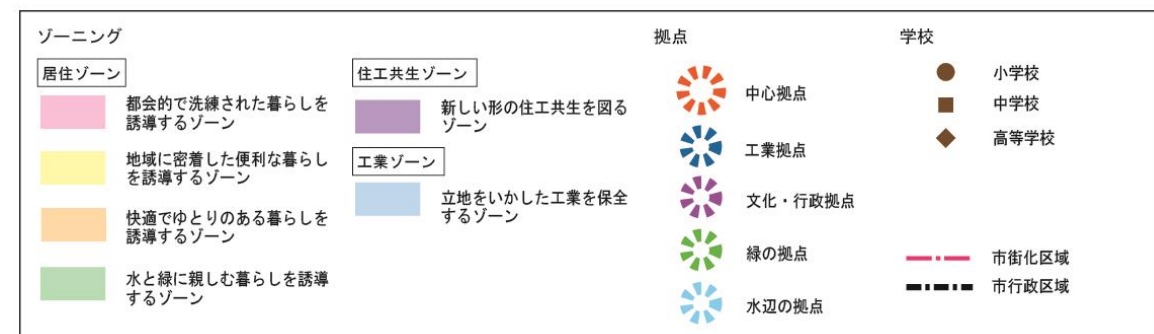 ゾーニング
居住ゾーン
都会的で洗練された暮らしを
誘導するゾーン
地域に密着した便利な暮らし
を誘導するゾーン
快適でゆとりのある暮らしを
誘導するゾーン
水と緑に親しむ暮らしを誘導
するゾーン
住工共生ゾーン
新しい形の住工共生を図る
ゾーン
工業ゾーン
立地をいかした工業を保全
するゾーン
拠点
中心拠点
工業拠点
文化・行政拠点
緑の拠点
水辺の拠点
学校
小学校
中学校
高等学校
市街化区域
市行政区域